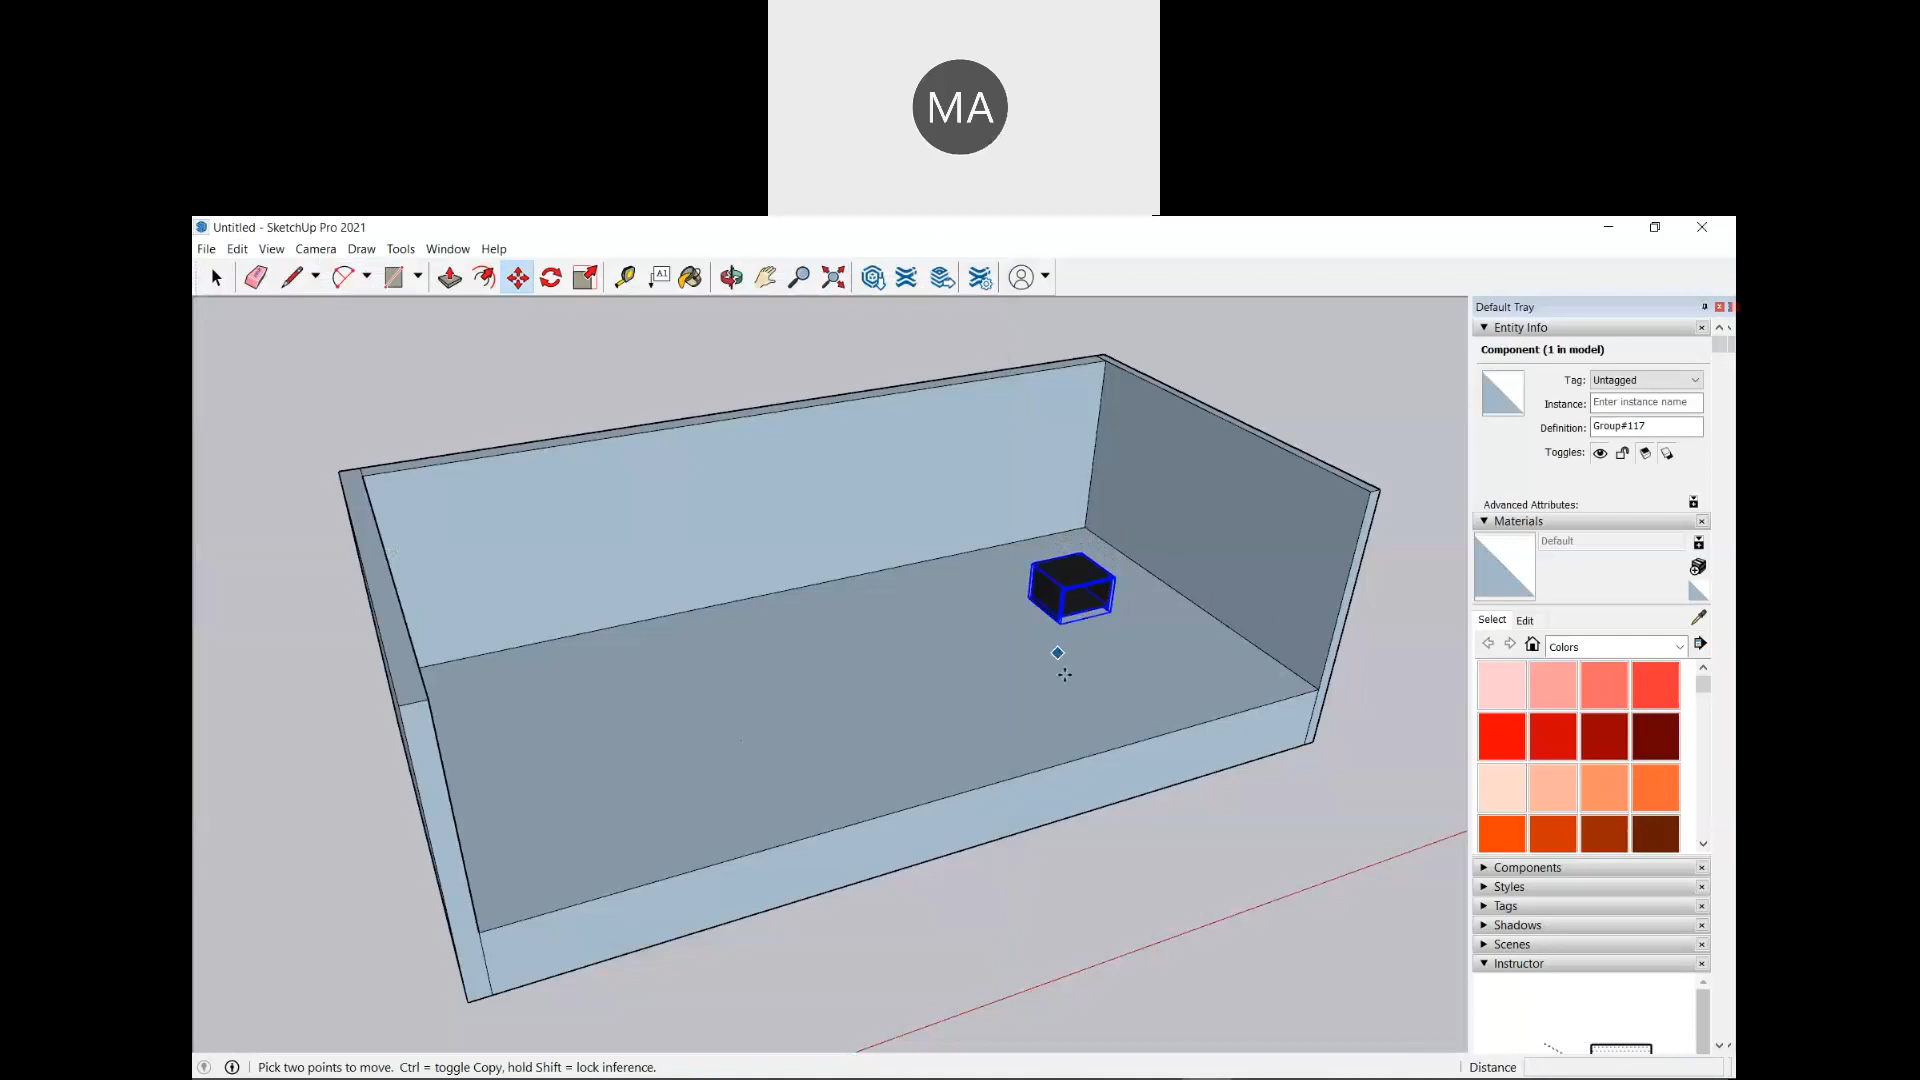 MA
Untitled - SketchUp Pro 2021
File Edit View Camera Draw Tools Window Help
A1
Default Tray
Entity Info
Component (1 in model)
Tag: Untagged
Instance: Enter instance name
Definition: Group#117
Toggles:
Advanced Attributes:
Materials
Default
Select Edit
Colors
Components
Styles
Tags
Shadows
Scenes
Instructor
Pick two points to move. Ctrl = toggle Copy, hold Shift = lock inference.
Distance